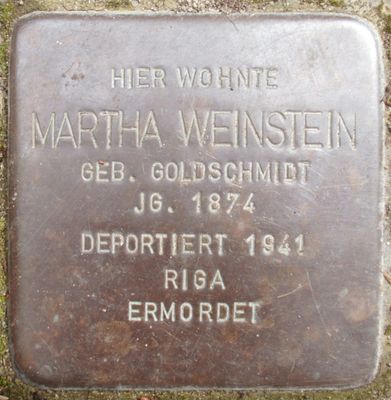 HIER WOHNTE
MARTHA WEINSTEIN
GEB. GOLDSCHMIDT
JG. 1874
DEPORTIERT 1941
RIGA
ERMORDET